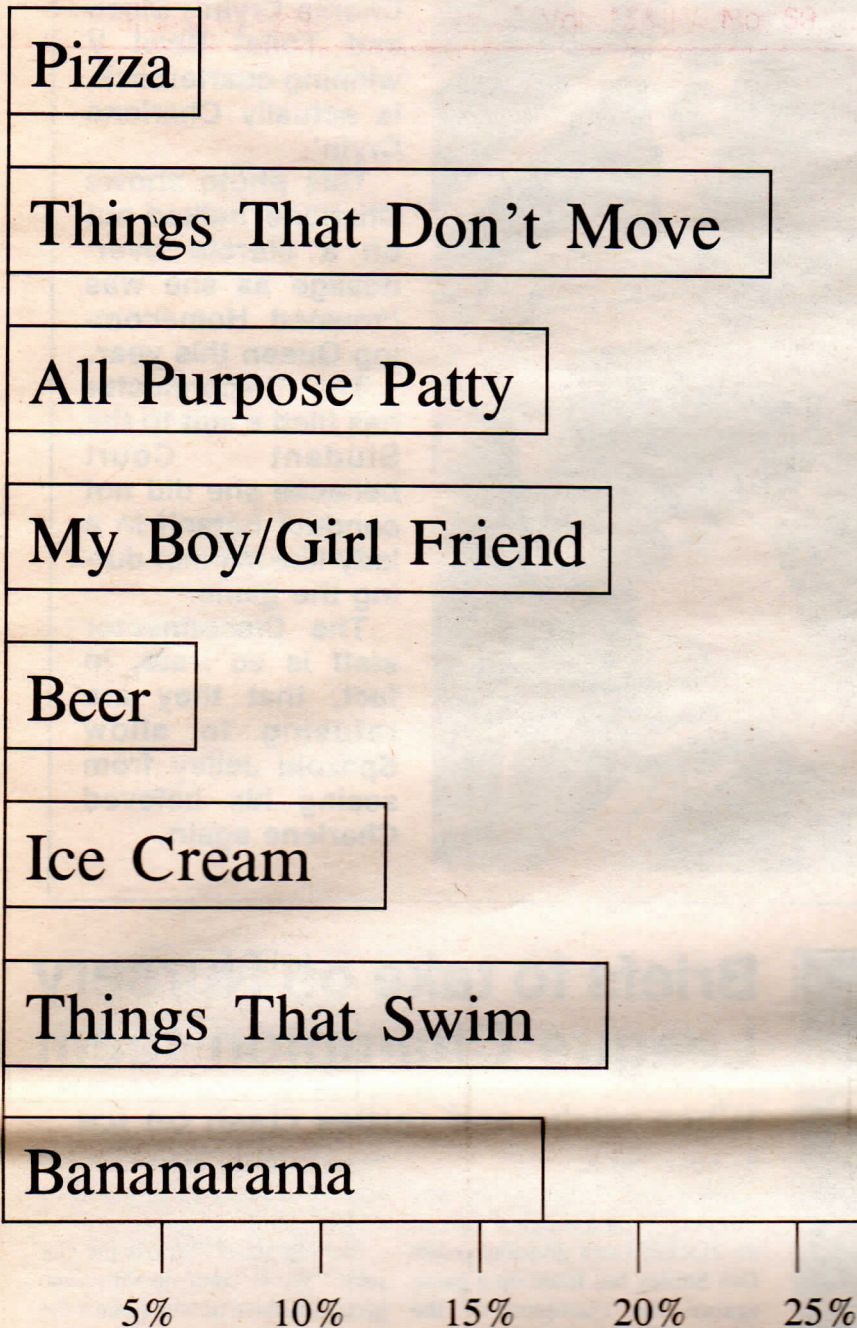 Pizza
Things That Don't Move
All Purpose Patty
My Boy/Girl Friend
Beer
Ice Cream
Things That Swim
Bananarama
5% 10% 15% 20% 25%